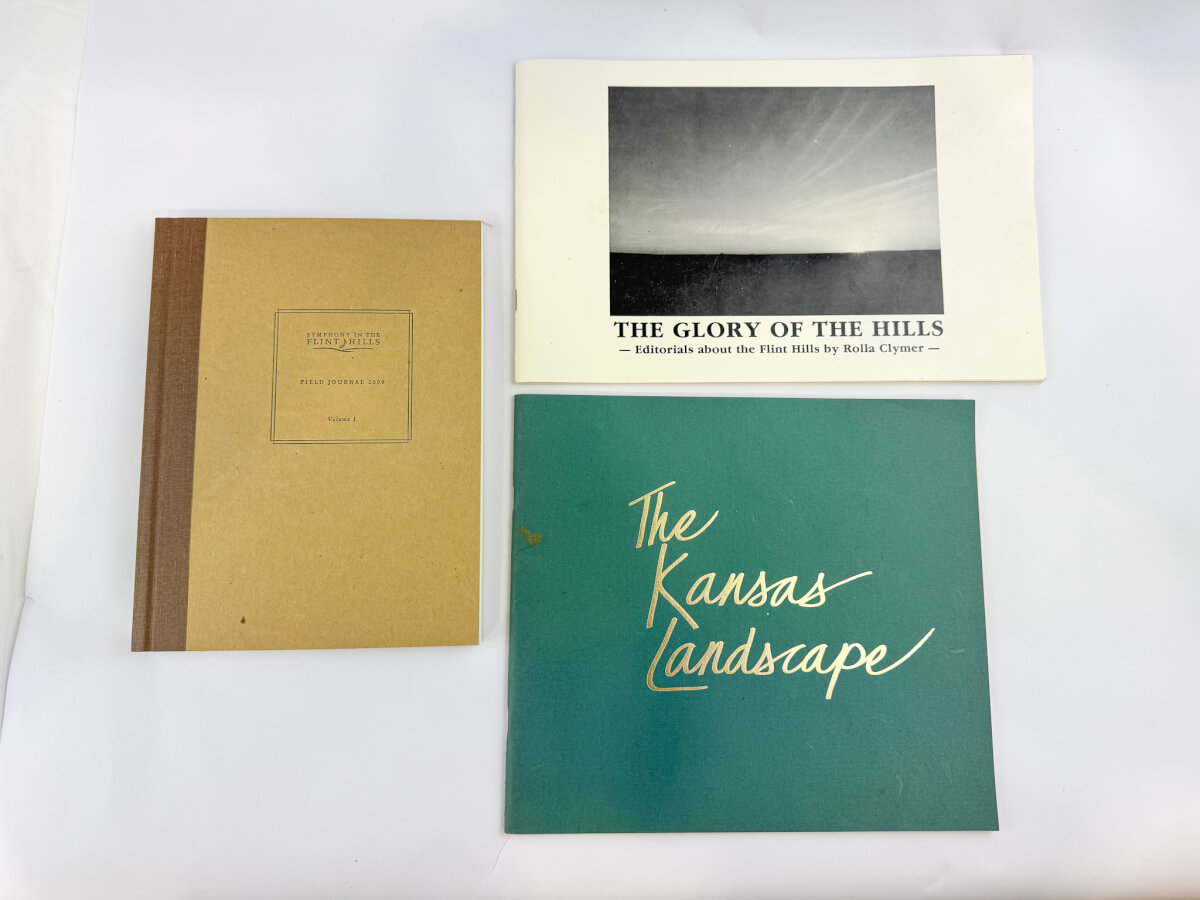 SYMPHONY IN THE
FLINT HILLS
FIELD JOURNAL 2009
Volume I
THE GLORY OF THE HILLS
— Editorials about the Flint Hills by Rolla Clymer —
The
Kansas
Landscape